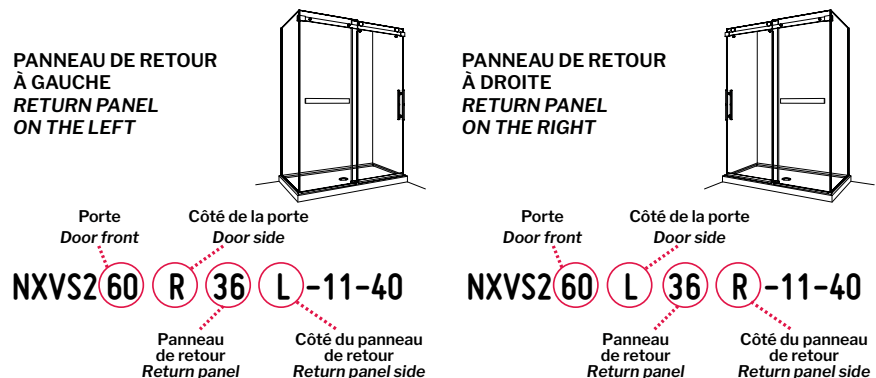 PANNEAU DE RETOUR
À GAUCHE
RETURN PANEL
ON THE LEFT
Porte
Door front
Côté de la porte
Door side
NXVS2 60 R 36 L -11-40
Panneau
de retour
Return panel
Côté du panneau
de retour
Return panel side
PANNEAU DE RETOUR
À DROITE
RETURN PANEL
ON THE RIGHT
Porte
Door front
Côté de la porte
Door side
NXVS2 60 L 36 R -11-40
Panneau
de retour
Return panel
Côté du panneau
de retour
Return panel side